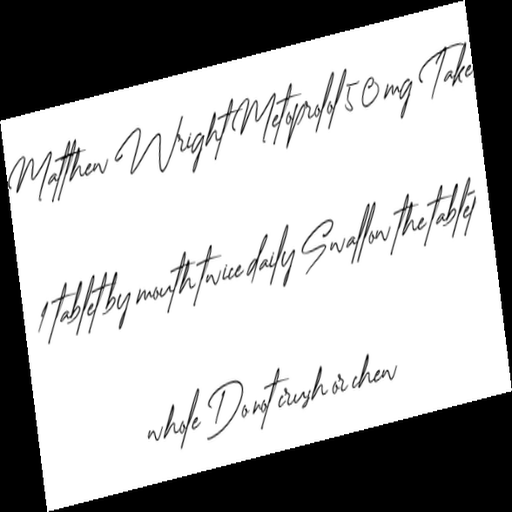 Matthew Wright Metoprolol 50 mg Take
1 tablet by mouth twice daily Swallow the tablet
whole Do not crush or chew